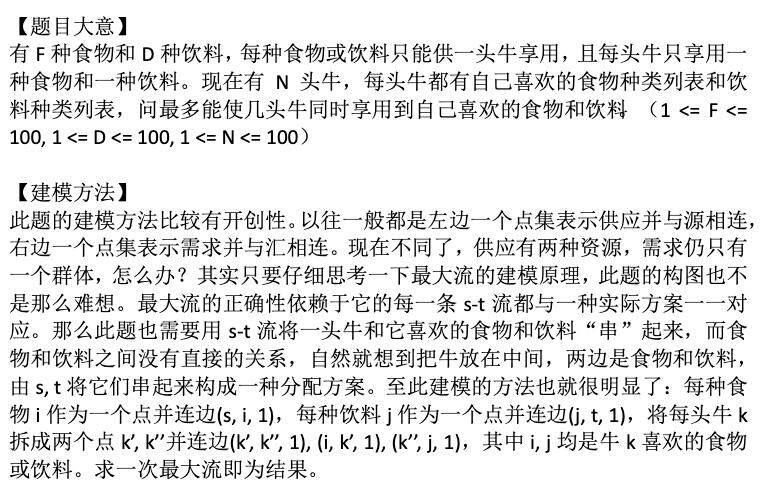 【题目大意】
有 F 种食物和 D 种饮料，每种食物或饮料只能供一头牛享用，且每头牛只享用一
种食物和一种饮料。现在有 N 头牛，每头牛都有自己喜欢的食物种类列表和饮
料种类列表，问最多能使几头牛同时享用到自己喜欢的食物和饮料 （1 <= F <=
100, 1 <= D <= 100, 1 <= N <= 100）
【建模方法】
此题的建模方法比较有开创性。以往一般都是左边一个点集表示供应并与源相连，
右边一个点集表示需求并与汇相连。现在不同了，供应有两种资源，需求仍只有
一个群体，怎么办？其实只要仔细思考一下最大流的建模原理，此题的构图也不
是那么难想。最大流的正确性依赖于它的每一条 s-t 流都与一种实际方案一一对
应。那么此题也需要用 s-t 流将一头牛和它喜欢的食物和饮料“串”起来，而食
物和饮料之间没有直接的关系，自然就想到把牛放在中间，两边是食物和饮料，
由 s, t 将它们串起来构成一种分配方案。至此建模的方法也就很明显了：每种食
物 i 作为一个点并连边(s, i, 1)，每种饮料 j 作为一个点并连边(j, t, 1)，将每头牛 k
拆成两个点 k’, k’’并连边(k’, k’’, 1), (i, k’, 1), (k’’, j, 1)，其中 i, j 均是牛 k 喜欢的食物
或饮料。求一次最大流即为结果。